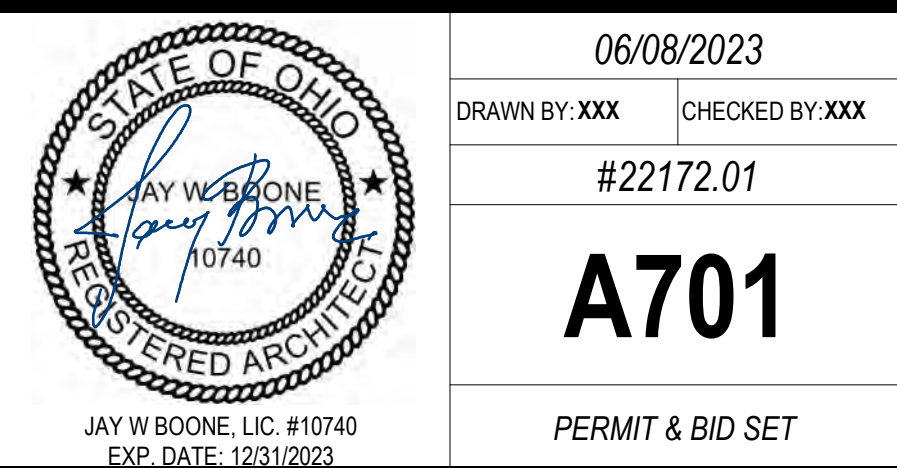 STATE OF OHIO
JAY W. BOONE
10740
REGISTERED ARCHITECT
JAY W BOONE, LIC. #10740
EXP. DATE: 12/31/2023
06/08/2023
DRAWN BY: XXX
CHECKED BY: XXX
#22172.01
A701
PERMIT & BID SET